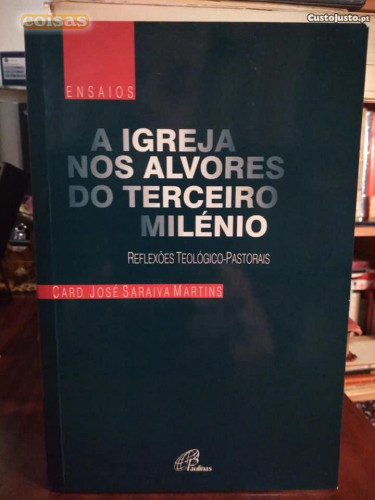 coisas
CustoJusto.pt
ENSAIOS
A IGREJA
NOS ALVORES
DO TERCEIRO
MILÉNIO
REFLEXÕES TEOLÓGICO-PASTORAIS
CARD. JOSÉ SARAIVA MARTINS
Paulinas